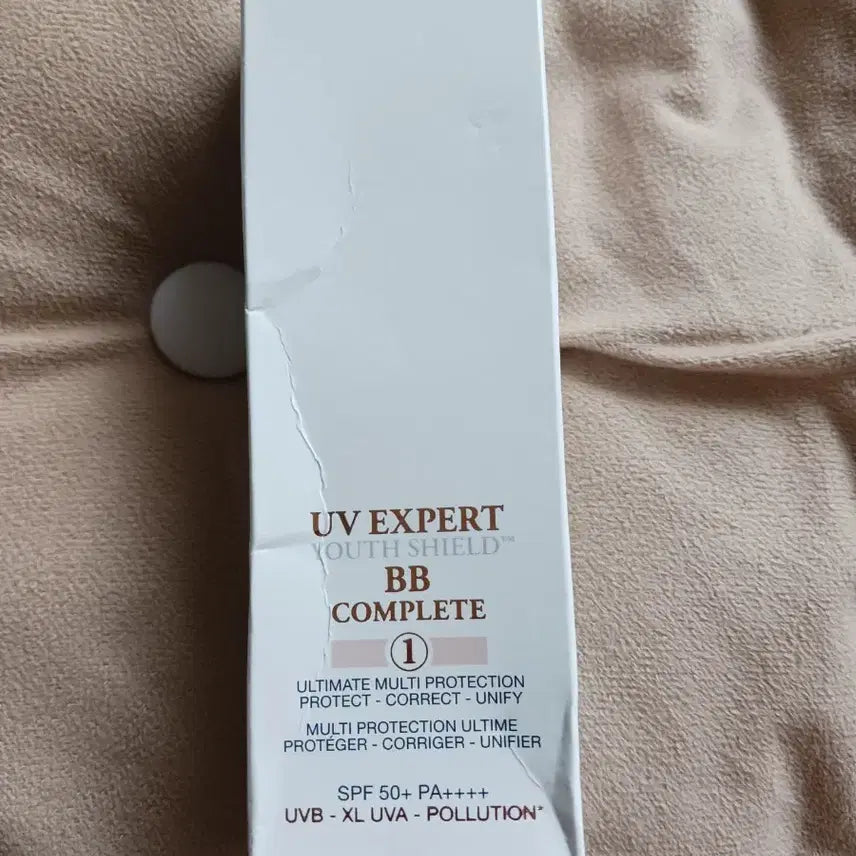 UV EXPERT
YOUTH SHIELD™
BB
COMPLETE
1
ULTIMATE MULTI PROTECTION
PROTECT - CORRECT - UNIFY
MULTI PROTECTION ULTIME
PROTÉGER - CORRIGER - UNIFIER
SPF 50+ PA++++
UVB - XL UVA - POLLUTION*